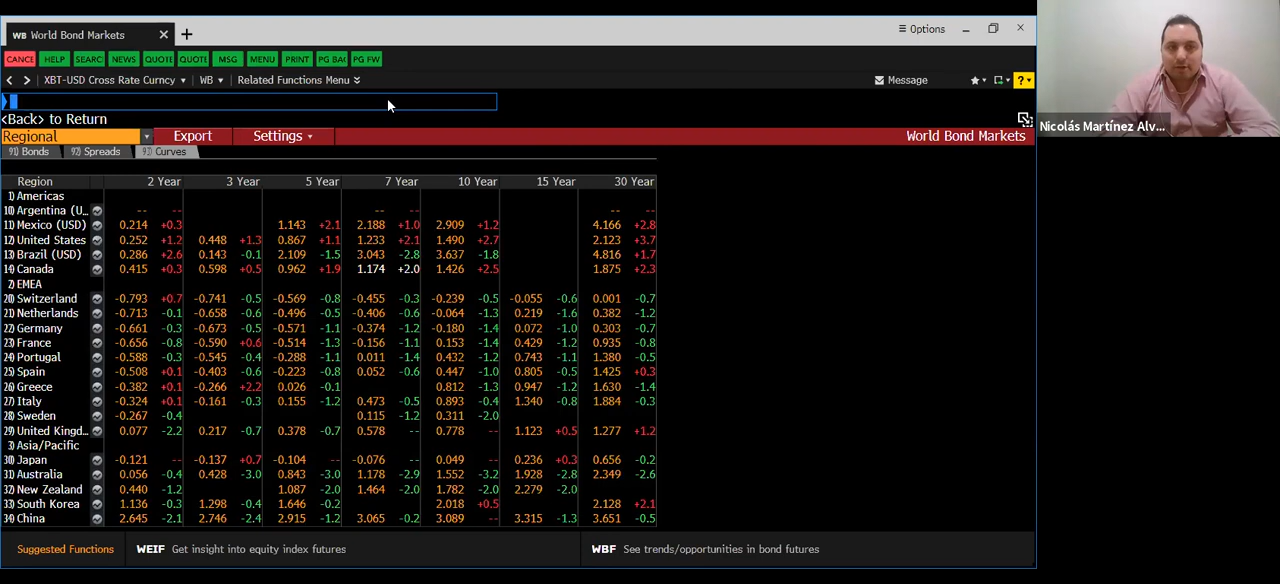 WB World Bond Markets
Options
CANCE HELP SEARC NEWS QUOTE QUOTE MSG MENU PRINT PG BAC PG FW
XBT-USD Cross Rate Curncy WB Related Functions Menu Message
<Back> to Return
Regional Export Settings World Bond Markets
91) Bonds 92) Spreads 93) Curves
Region 2 Year 3 Year 5 Year 7 Year 10 Year 15 Year 30 Year
1) Americas
10) Argentina (U... -- -- -- -- -- --
11) Mexico (USD) 0.214 +0.3 1.143 +2.1 2.188 +1.0 2.909 +1.2 4.166 +2.8
12) United States 0.252 +1.2 0.448 +1.3 0.867 +1.1 1.233 +2.1 1.490 +2.7 2.123 +3.7
13) Brazil (USD) 0.286 +2.6 0.143 -0.1 2.109 -1.5 3.043 -2.8 3.637 -1.8 4.816 +1.7
14) Canada 0.415 +0.3 0.598 +0.5 0.962 +1.9 1.174 +2.0 1.426 +2.5 1.875 +2.3
2) EMEA
20) Switzerland -0.793 +0.7 -0.741 -0.5 -0.569 -0.8 -0.455 -0.3 -0.239 -0.5 -0.055 -0.6 0.001 -0.7
21) Netherlands -0.713 -0.1 -0.658 -0.6 -0.496 -0.5 -0.406 -0.6 -0.064 -1.3 0.219 -1.6 0.382 -1.2
22) Germany -0.661 -0.3 -0.673 -0.5 -0.571 -1.1 -0.374 -1.2 -0.180 -1.4 0.072 -1.0 0.303 -0.7
23) France -0.656 -0.8 -0.590 +0.6 -0.514 -1.3 -0.156 -1.1 0.153 -1.4 0.429 -1.2 0.935 -0.8
24) Portugal -0.588 -0.3 -0.545 -0.4 -0.288 -1.1 0.011 -1.4 0.432 -1.2 0.743 -1.1 1.380 -0.5
25) Spain -0.508 +0.1 -0.403 -0.6 -0.223 -0.8 0.052 -0.6 0.447 -1.0 0.805 -0.5 1.425 +0.3
26) Greece -0.382 +0.1 -0.266 +2.2 0.026 -0.1 0.812 -1.3 0.947 -1.2 1.630 -1.4
27) Italy -0.324 +0.1 -0.161 -0.3 0.155 -1.2 0.473 -0.5 0.893 -0.4 1.340 -0.8 1.884 -0.3
28) Sweden -0.267 -0.4 0.115 -1.2 0.311 -2.0
29) United Kingd... 0.077 -2.2 0.217 -0.7 0.378 -0.7 0.578 -- 0.778 -- 1.123 +0.5 1.277 +1.2
3) Asia/Pacific
30) Japan -0.121 -- -0.137 +0.7 -0.104 -- -0.076 -- 0.049 -- 0.236 +0.3 0.656 -0.2
31) Australia 0.056 -0.4 0.428 -3.0 0.843 -3.0 1.178 -2.9 1.552 -3.2 1.928 -2.8 2.349 -2.6
32) New Zealand 0.440 -1.2 1.087 -2.0 1.464 -2.0 1.782 -2.0 2.279 -2.0
33) South Korea 1.136 -0.3 1.298 -0.4 1.646 -0.2 2.018 +0.5 2.128 +2.1
34) China 2.645 -2.1 2.746 -2.4 2.915 -1.2 3.065 -0.2 3.089 -- 3.315 -1.3 3.651 -0.5
Suggested Functions WEIF Get insight into equity index futures WBF See trends/opportunities in bond futures
Nicolás Martínez Alv...